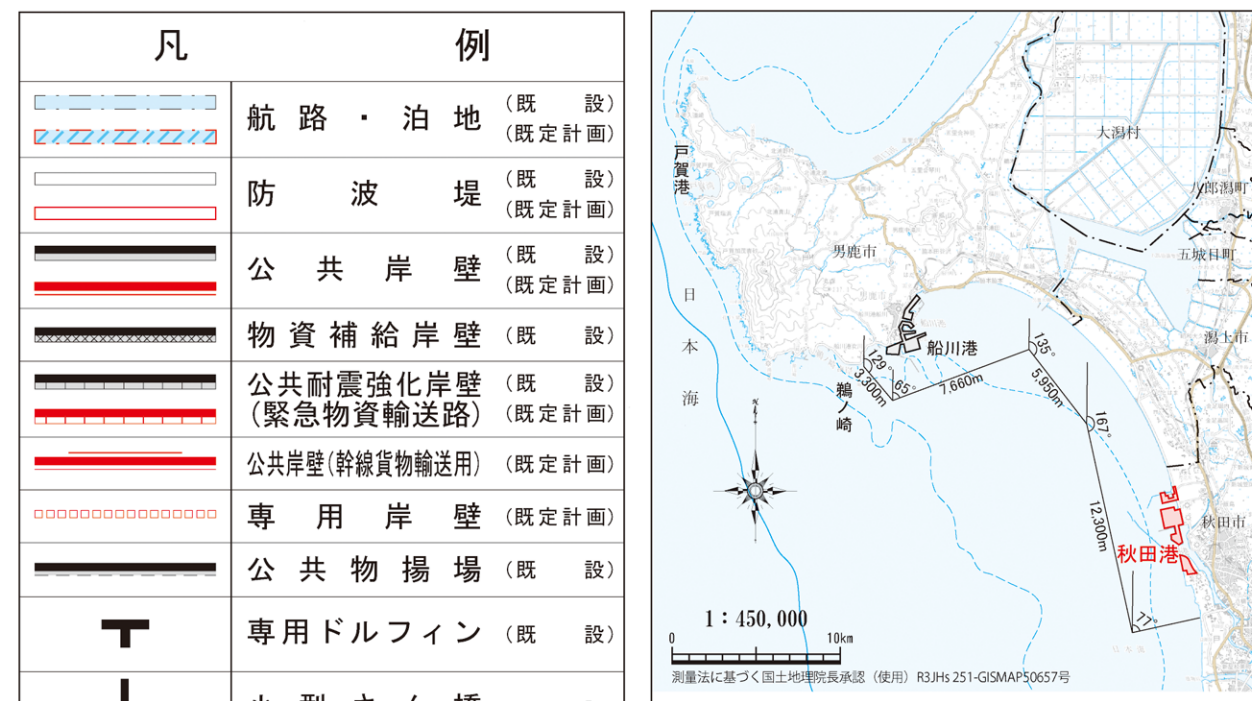 凡 例
航路・泊地 (既 設)
(既定計画)
防波堤 (既 設)
(既定計画)
公共岸壁 (既 設)
(既定計画)
物資補給岸壁 (既 設)
公共耐震強化岸壁 (既 設)
(緊急物資輸送路) (既定計画)
公共岸壁(幹線貨物輸送用) (既定計画)
専用岸壁 (既定計画)
公共物揚場 (既 設)
専用ドルフィン (既 設)
大潟村
戸賀港
八郎潟町
男鹿市
五城目町
日本海
船川港
潟上市
135°
129°
65°
3,300m
7,660m
5,950m
鵜ノ崎
167°
12,300m
秋田市
秋田港
77°
1:450,000
0 10km
測量法に基づく国土地理院長承認(使用)R3JHs 251-GISMAP50657号